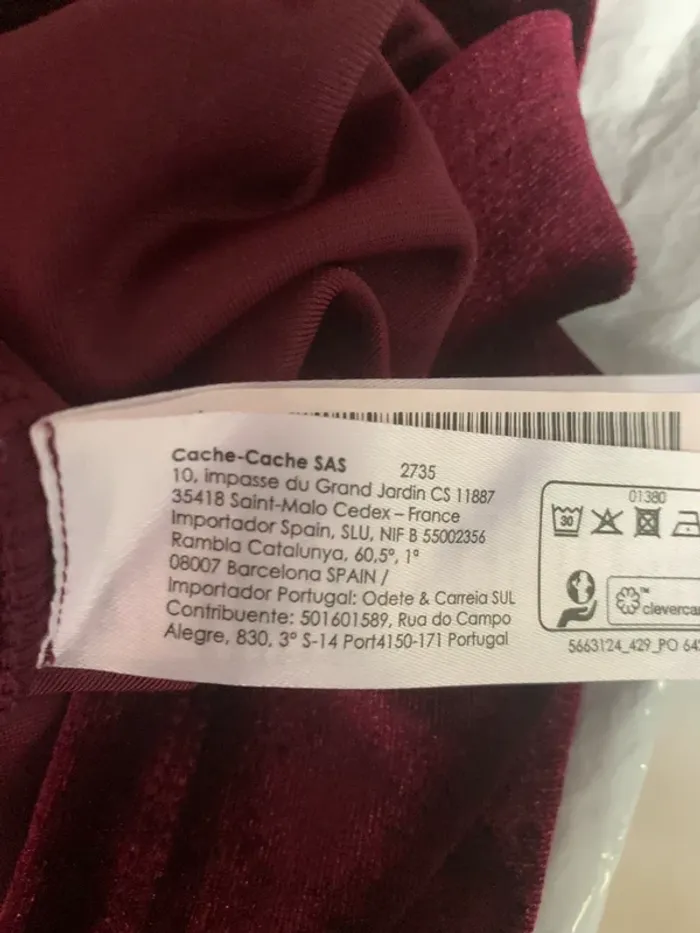 Cache-Cache SAS 2735
10, impasse du Grand Jardin CS 11887
35418 Saint-Malo Cedex – France
Importador Spain, SLU, NIF B 55002356
Rambla Catalunya, 60,5º, 1º
08007 Barcelona SPAIN /
Importador Portugal: Odete & Carreia SUL
Contribuente: 501601589, Rua do Campo
Alegre, 830, 3º S-14 Port4150-171 Portugal
01380
30
clevercar
5663124_429_PO 64